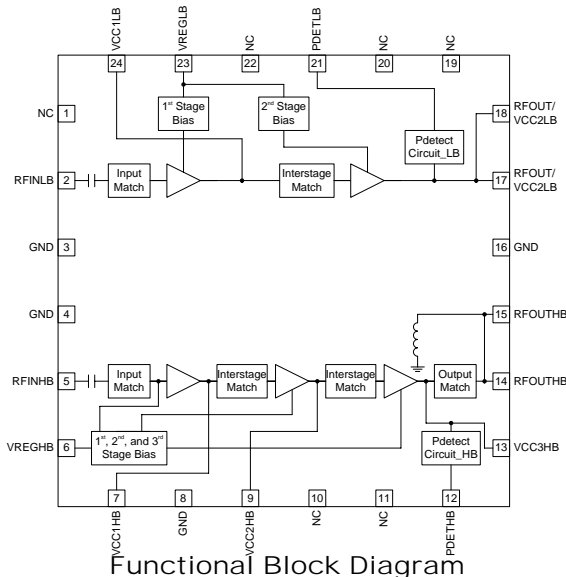 VCC1LB
VREGLB
NC
PDETLB
NC
NC
24
23
22
21
20
19
NC
1
1st Stage
Bias
2nd Stage
Bias
Pdetect
Circuit_LB
18
RFOUT/
VCC2LB
RFINLB
2
Input
Match
Interstage
Match
17
RFOUT/
VCC2LB
GND
3
16
GND
GND
4
15
RFOUTHB
RFINHB
5
Input
Match
Interstage
Match
Interstage
Match
Output
Match
14
RFOUTHB
VREGHB
6
1st, 2nd, and 3rd
Stage Bias
Pdetect
Circuit_HB
13
VCC3HB
7
8
9
10
11
12
VCC1HB
GND
VCC2HB
NC
NC
PDETHB
Functional Block Diagram